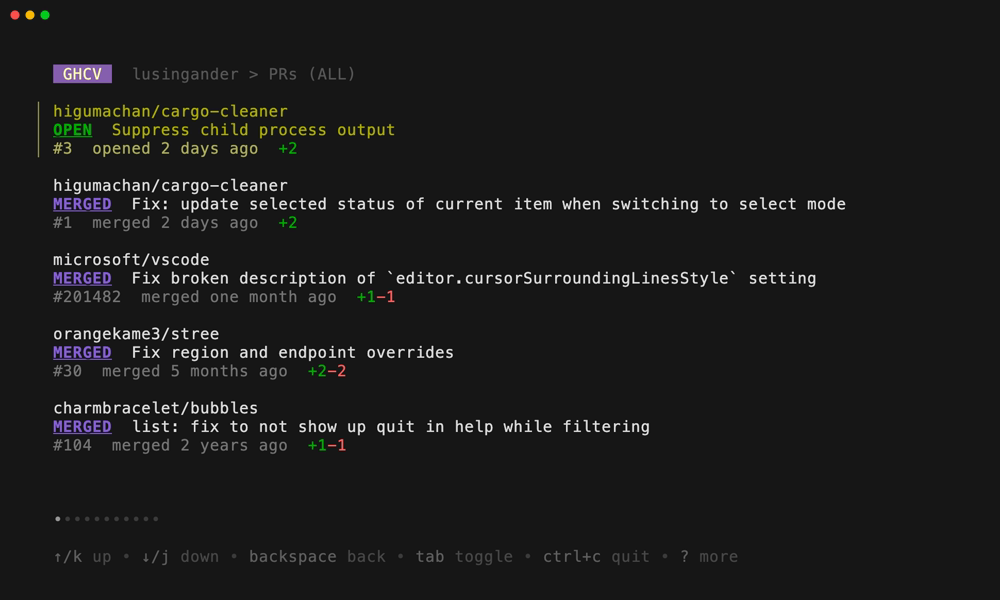 GHCV lusingander > PRs (ALL)
higumachan/cargo-cleaner
OPEN Suppress child process output
#3 opened 2 days ago +2
higumachan/cargo-cleaner
MERGED Fix: update selected status of current item when switching to select mode
#1 merged 2 days ago +2
microsoft/vscode
MERGED Fix broken description of `editor.cursorSurroundingLinesStyle` setting
#201482 merged one month ago +1-1
orangekame3/stree
MERGED Fix region and endpoint overrides
#30 merged 5 months ago +2-2
charmbracelet/bubbles
MERGED list: fix to not show up quit in help while filtering
#104 merged 2 years ago +1-1
↑/k up • ↓/j down • backspace back • tab toggle • ctrl+c quit • ? more